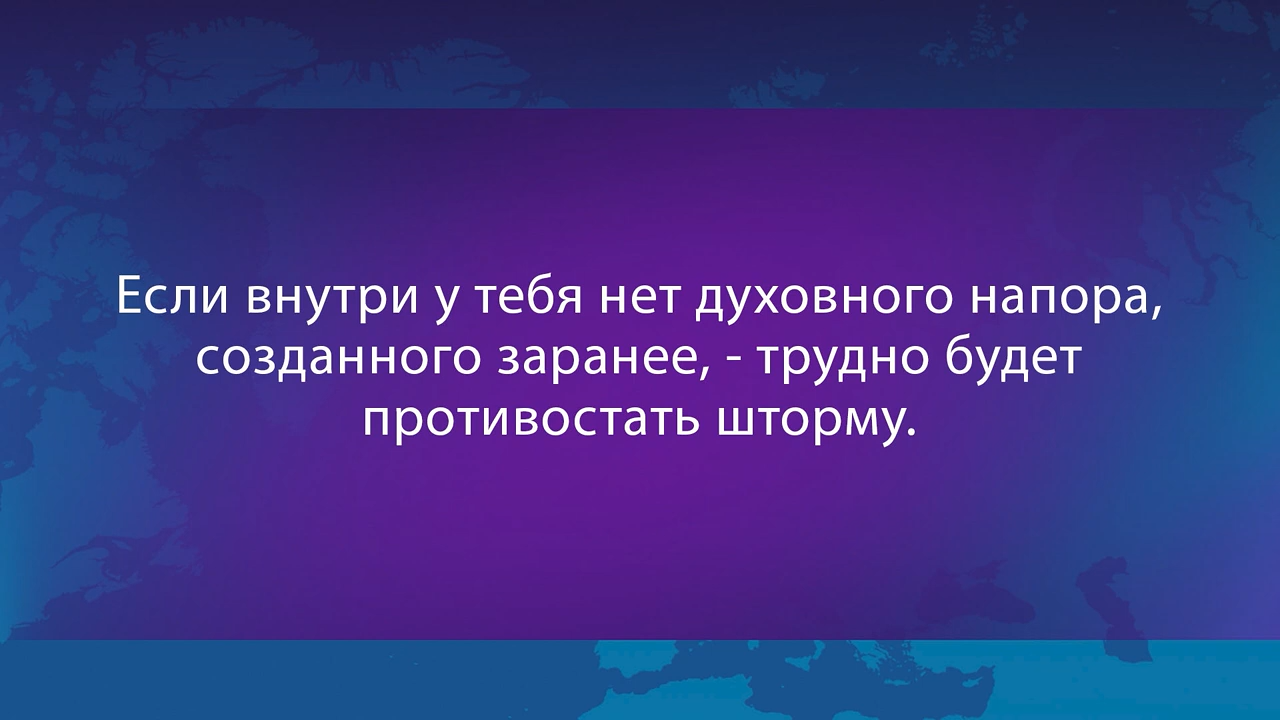 Если внутри у тебя нет духовного напора,
созданного заранее, - трудно будет
противостать шторму.